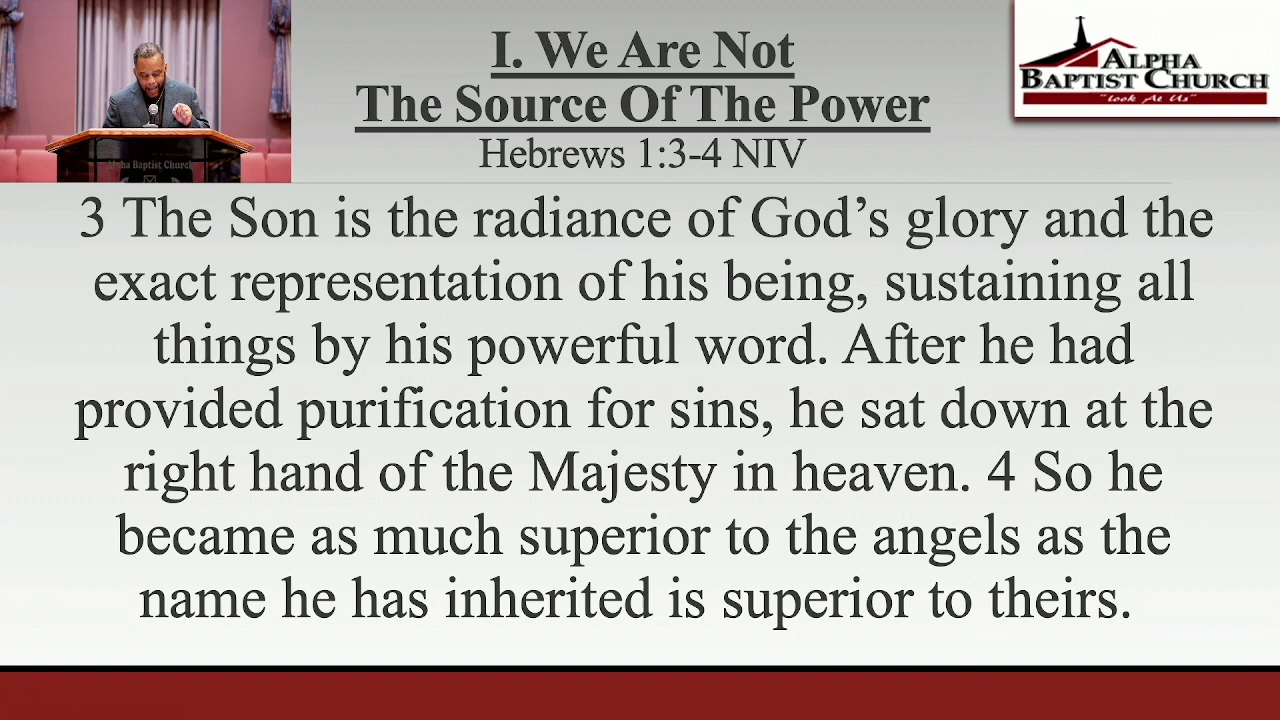 I. We Are Not
The Source Of The Power
Hebrews 1:3-4 NIV
ALPHA
BAPTIST CHURCH
"Look At Us"
Alpha Baptist Church
3 The Son is the radiance of God’s glory and the
exact representation of his being, sustaining all
things by his powerful word. After he had
provided purification for sins, he sat down at the
right hand of the Majesty in heaven. 4 So he
became as much superior to the angels as the
name he has inherited is superior to theirs.